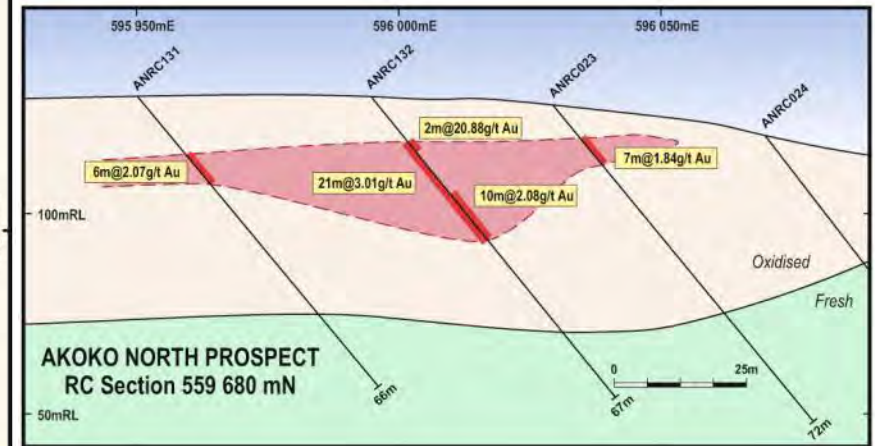 595 950mE
596 000mE
596 050mE
ANRC131
ANRC132
ANRC023
ANRC024
2m@20.88g/t Au
6m@2.07g/t Au
21m@3.01g/t Au
10m@2.08g/t Au
7m@1.84g/t Au
100mRL
Oxidised
Fresh
AKOKO NORTH PROSPECT
RC Section 559 680 mN
0
25m
66m
67m
72m
50mRL